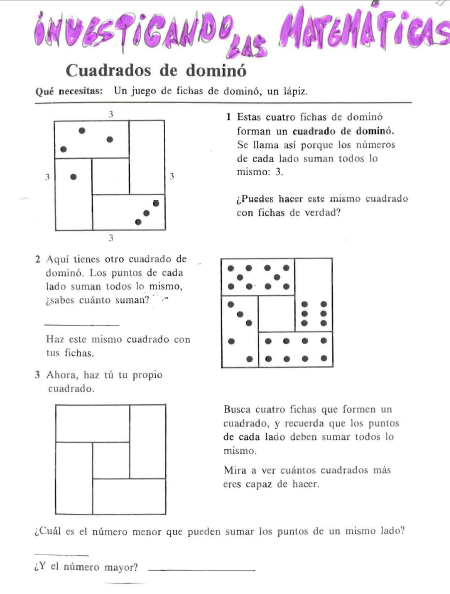 INVESTIGANDO LAS MATEMÁTICAS
Cuadrados de dominó
Qué necesitas: Un juego de fichas de dominó, un lápiz.
3
3
3
3
1 Estas cuatro fichas de dominó
forman un cuadrado de dominó.
Se llama así porque los números
de cada lado suman todos lo
mismo: 3.
¿Puedes hacer este mismo cuadrado
con fichas de verdad?
2 Aquí tienes otro cuadrado de
dominó. Los puntos de cada
lado suman todos lo mismo,
¿sabes cuánto suman?
Haz este mismo cuadrado con
tus fichas.
3 Ahora, haz tú tu propio
cuadrado.
Busca cuatro fichas que formen un
cuadrado, y recuerda que los puntos
de cada lado deben sumar todos lo
mismo.
Mira a ver cuántos cuadrados más
eres capaz de hacer.
¿Cuál es el número menor que pueden sumar los puntos de un mismo lado?
¿Y el número mayor?